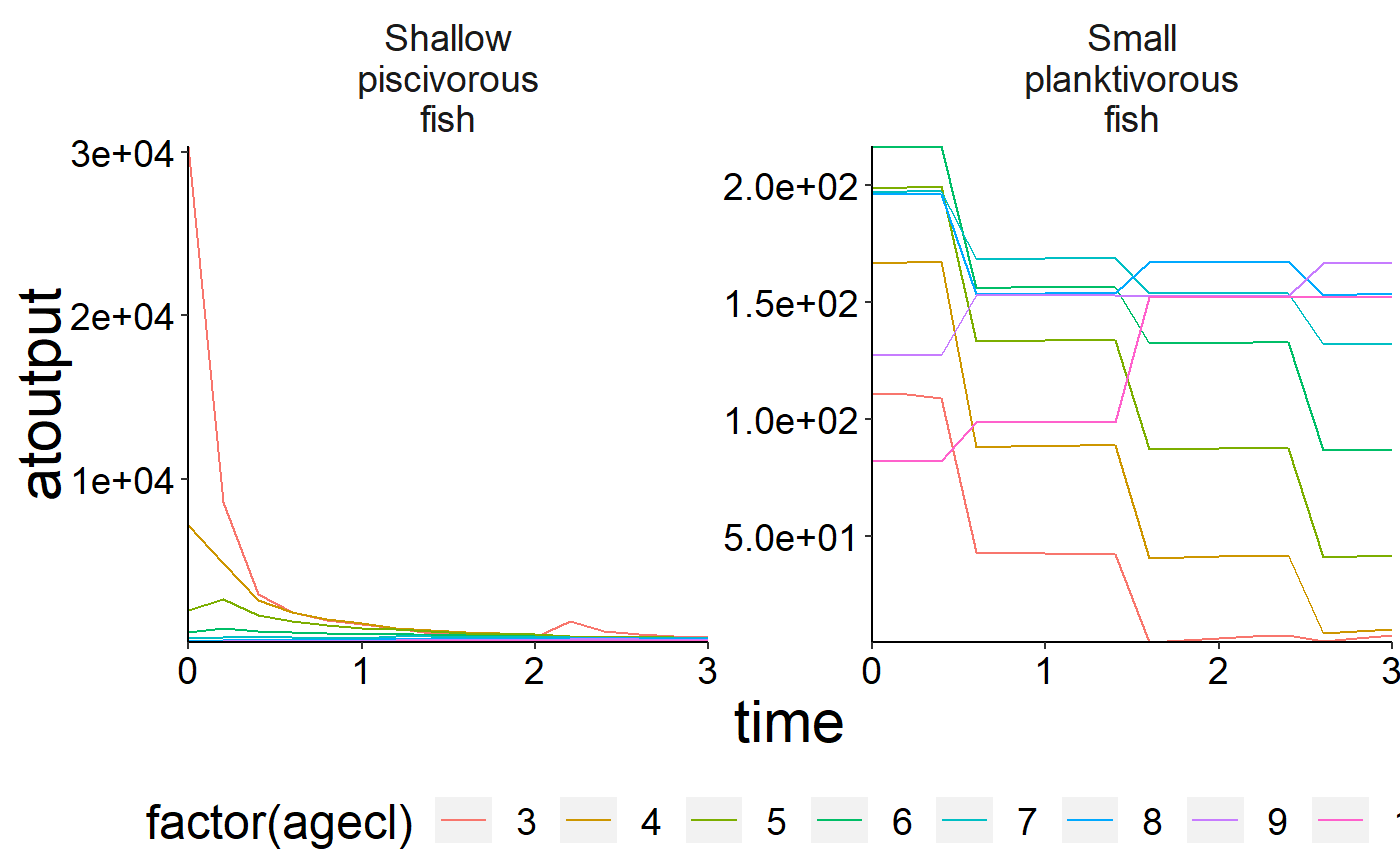 Shallow
piscivorous
fish
Small
planktivorous
fish
3e+04
2e+04
1e+04
2.0e+02
1.5e+02
1.0e+02
5.0e+01
atoutput
0 1 2 3
0 1 2 3
time
factor(agecl) 3 4 5 6 7 8 9